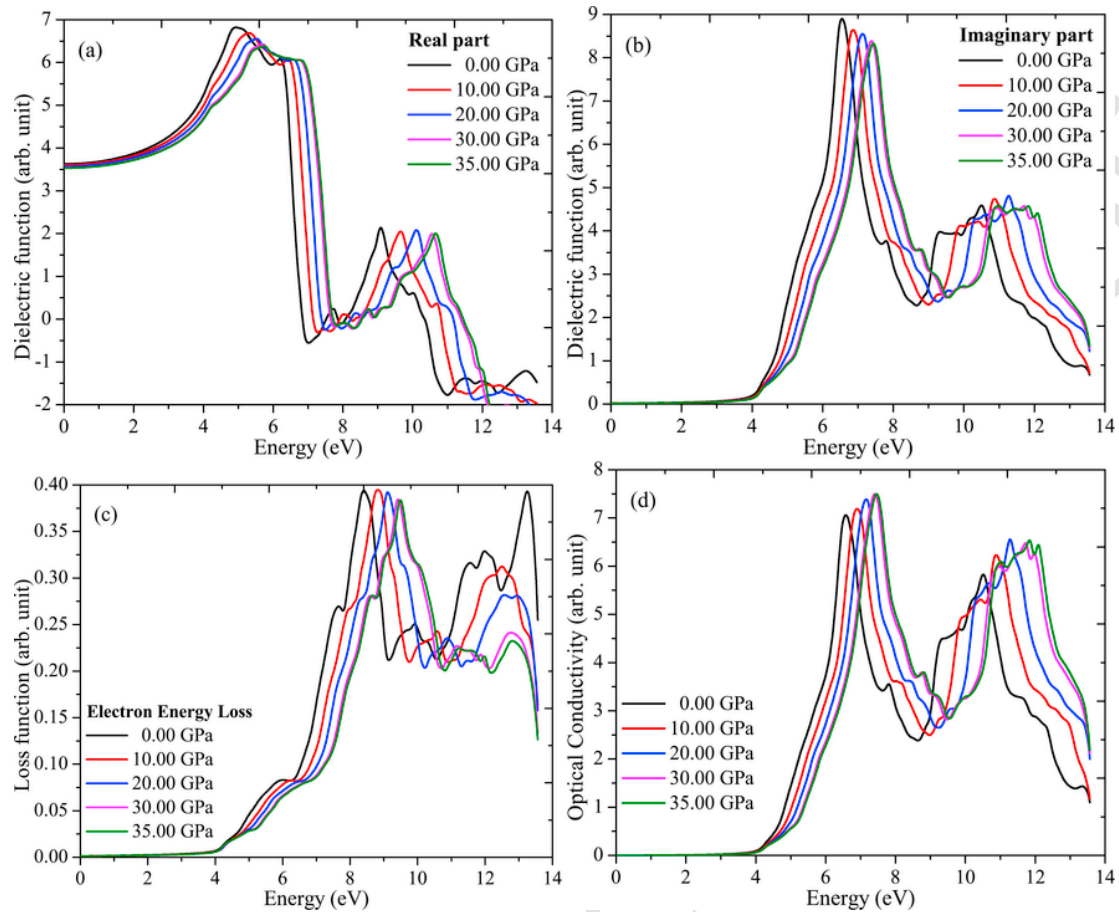 (a)
Real part
0.00 GPa
10.00 GPa
20.00 GPa
30.00 GPa
35.00 GPa
Dielectric function (arb. unit)
7
6
5
4
3
2
1
0
-1
-2
0 2 4 6 8 10 12 14
Energy (eV)
(b)
Imaginary part
0.00 GPa
10.00 GPa
20.00 GPa
30.00 GPa
35.00 GPa
Dielectric function (arb. unit)
9
8
7
6
5
4
3
2
1
0
0 2 4 6 8 10 12 14
Energy (eV)
(c)
Electron Energy Loss
0.00 GPa
10.00 GPa
20.00 GPa
30.00 GPa
35.00 GPa
Loss function (arb. unit)
0.40
0.35
0.30
0.25
0.20
0.15
0.10
0.05
0.00
0 2 4 6 8 10 12 14
Energy (eV)
(d)
0.00 GPa
10.00 GPa
20.00 GPa
30.00 GPa
35.00 GPa
Optical Conductivity (arb. unit)
8
7
6
5
4
3
2
1
0
0 2 4 6 8 10 12 14
Energy (eV)